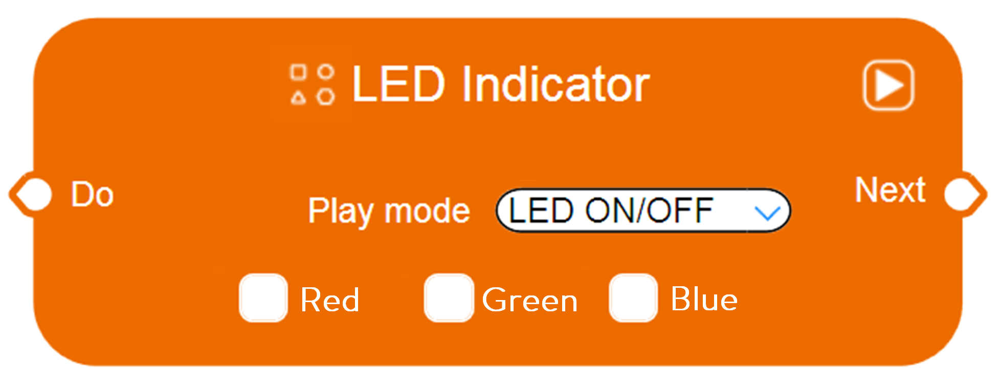 LED Indicator
Do
Next
Play mode LED ON/OFF
Red Green Blue